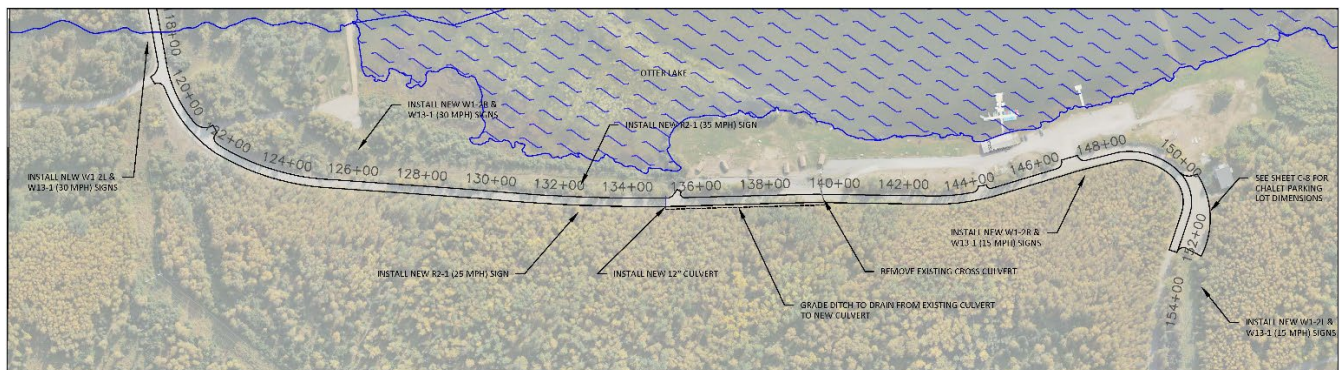 118+00
120+00
122+00
124+00
126+00
128+00
130+00
132+00
134+00
136+00
138+00
140+00
142+00
144+00
146+00
148+00
150+00
152+00
154+00
OTTER LAKE
INSTALL NEW W1-2R &
W13-1 (30 MPH) SIGNS
INSTALL NEW R2-1 (35 MPH) SIGN
INSTALL NEW W1-2L &
W13-1 (30 MPH) SIGNS
SEE SHEET C-8 FOR
CHALET PARKING
LOT DIMENSIONS
INSTALL NEW W1-2R &
W13-1 (15 MPH) SIGNS
INSTALL NEW R2-1 (25 MPH) SIGN
INSTALL NEW 12" CULVERT
REMOVE EXISTING CROSS CULVERT
GRADE DITCH TO DRAIN FROM EXISTING CULVERT
TO NEW CULVERT
INSTALL NEW W1-2L &
W13-1 (15 MPH) SIGNS